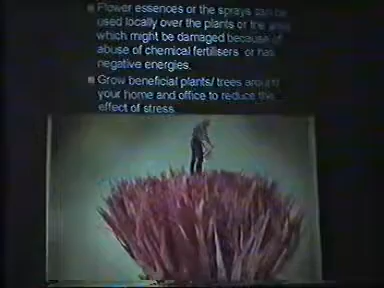 Flower essences or the sprays can be
used locally over the plants or the area
which might be damaged because of
abuse of chemical fertilisers or has
negative energies.
Grow beneficial plants/ trees around
your home and office to reduce the
effect of stress.